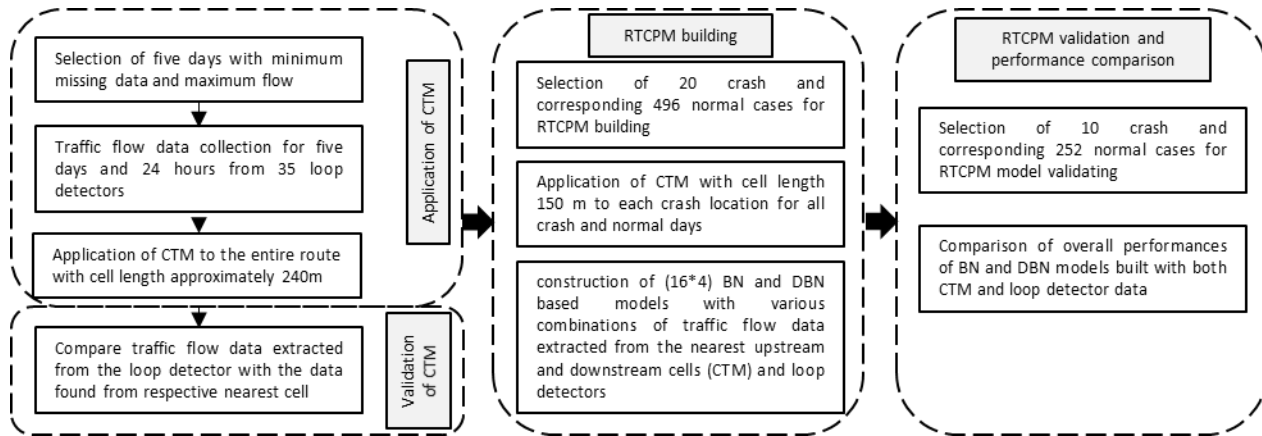 Selection of five days with minimum
missing data and maximum flow
Traffic flow data collection for five
days and 24 hours from 35 loop
detectors
Application of CTM to the entire route
with cell length approximately 240m
Application of CTM
Compare traffic flow data extracted
from the loop detector with the data
found from respective nearest cell
Validation
of CTM
RTCPM building
Selection of 20 crash and
corresponding 496 normal cases for
RTCPM building
Application of CTM with cell length
150 m to each crash location for all
crash and normal days
construction of (16*4) BN and DBN
based models with various
combinations of traffic flow data
extracted from the nearest upstream
and downstream cells (CTM) and loop
detectors
RTCPM validation and
performance comparison
Selection of 10 crash and
corresponding 252 normal cases for
RTCPM model validating
Comparison of overall performances
of BN and DBN models built with both
CTM and loop detector data